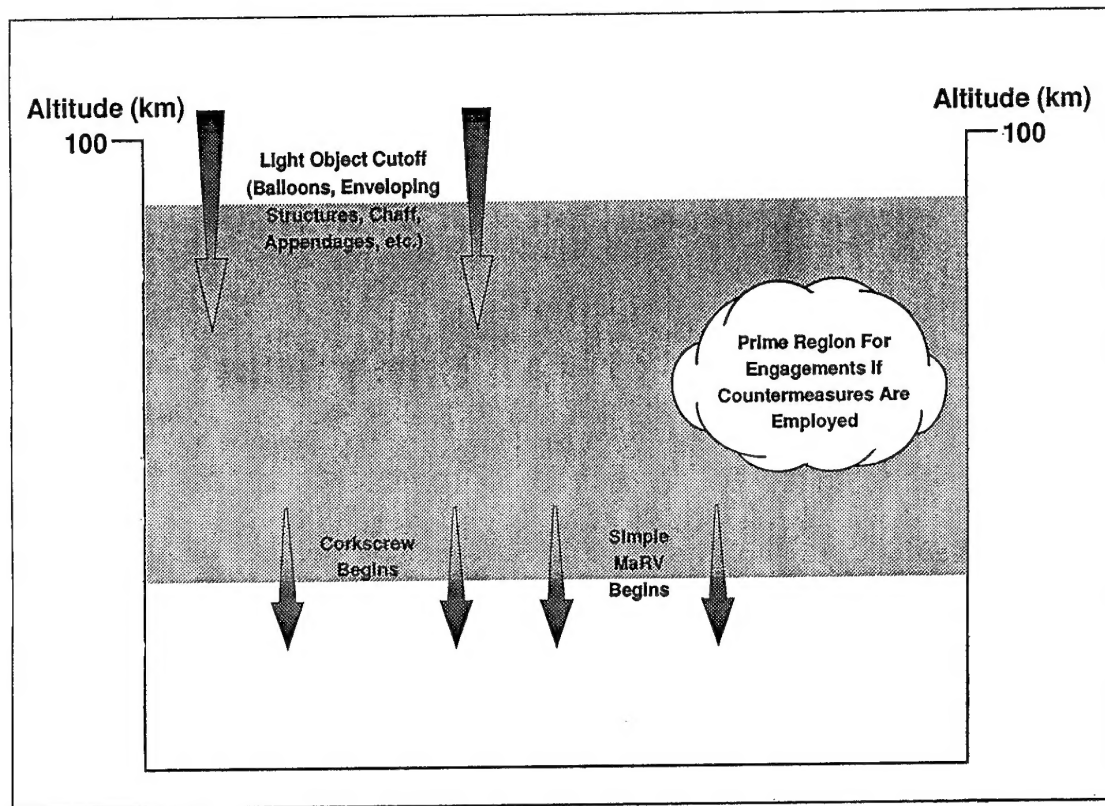 Altitude (km)
100
Altitude (km)
100
Light Object Cutoff
(Balloons, Enveloping
Structures, Chaff,
Appendages, etc.)
Prime Region For
Engagements If
Countermeasures Are
Employed
Corkscrew
Begins
Simple
MaRV
Begins